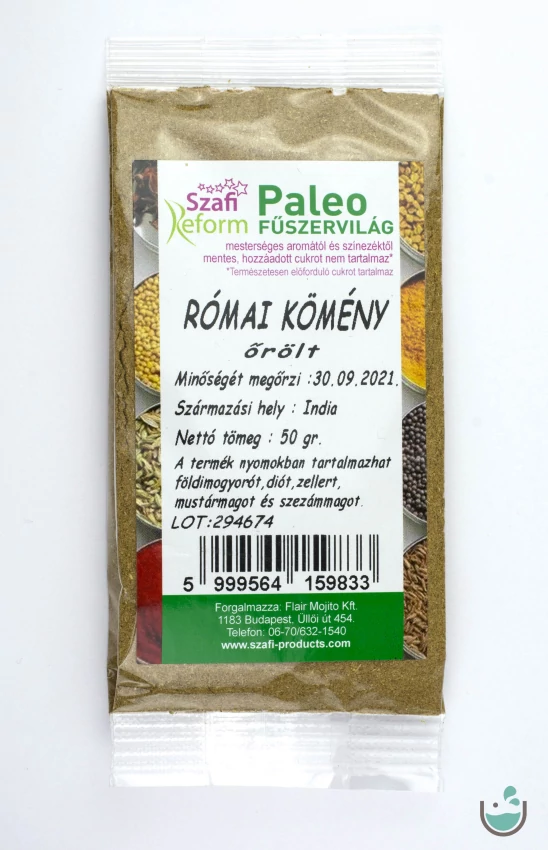 Szafi
Reform
Paleo
FŰSZERVILÁG
mesterséges aromától és színezéktől
mentes, hozzáadott cukrot nem tartalmaz*
*Természetesen előforduló cukrot tartalmaz
RÓMAI KÖMÉNY
őrölt
Minőségét megőrzi :30.09.2021.
Származási hely : India
Nettó tömeg : 50 gr.
A termék nyomokban tartalmazhat
földimogyorót,diót,zellert,
mustármagot és szezámmagot.
LOT:294674
5 999564 159833
Forgalmazza: Flair Mojito Kft.
1183 Budapest, Üllői út 454.
Telefon: 06-70/632-1540
www.szafi-products.com